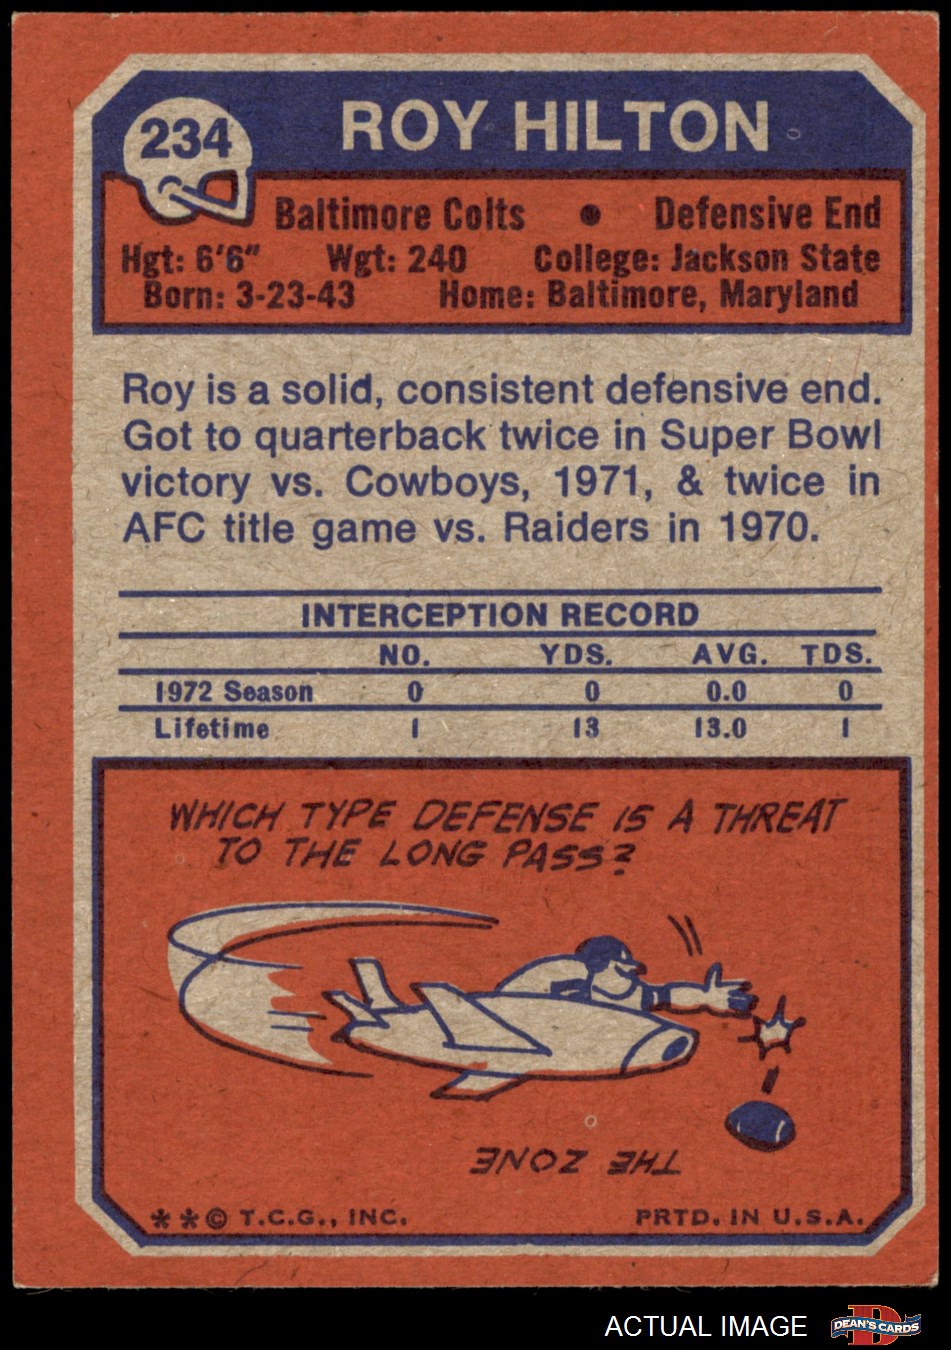 234
ROY HILTON
Baltimore Colts • Defensive End
Hgt: 6'6" Wgt: 240 College: Jackson State
Born: 3-23-43 Home: Baltimore, Maryland
Roy is a solid, consistent defensive end.
Got to quarterback twice in Super Bowl
victory vs. Cowboys, 1971, & twice in
AFC title game vs. Raiders in 1970.
INTERCEPTION RECORD
NO. YDS. AVG. TDS.
1972 Season 0 0 0.0 0
Lifetime 1 13 13.0 1
WHICH TYPE DEFENSE IS A THREAT
TO THE LONG PASS?
THE ZONE
**© T.C.G., INC. PRTD. IN U.S.A.
ACTUAL IMAGE
D
DEAN'S CARDS